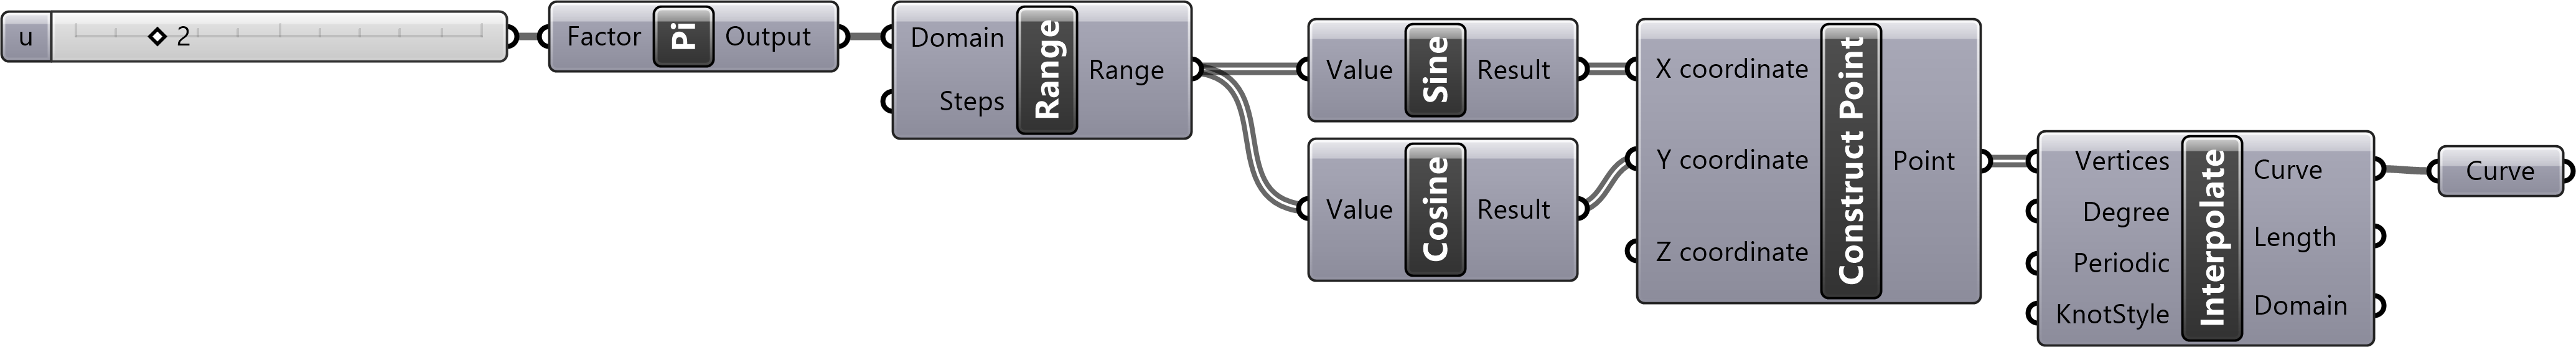 u
2
Factor
Pi
Output
Domain
Steps
Range
Range
Value
Sine
Result
Value
Cosine
Result
X coordinate
Y coordinate
Z coordinate
Construct Point
Point
Vertices
Degree
Periodic
KnotStyle
Interpolate
Curve
Length
Domain
Curve